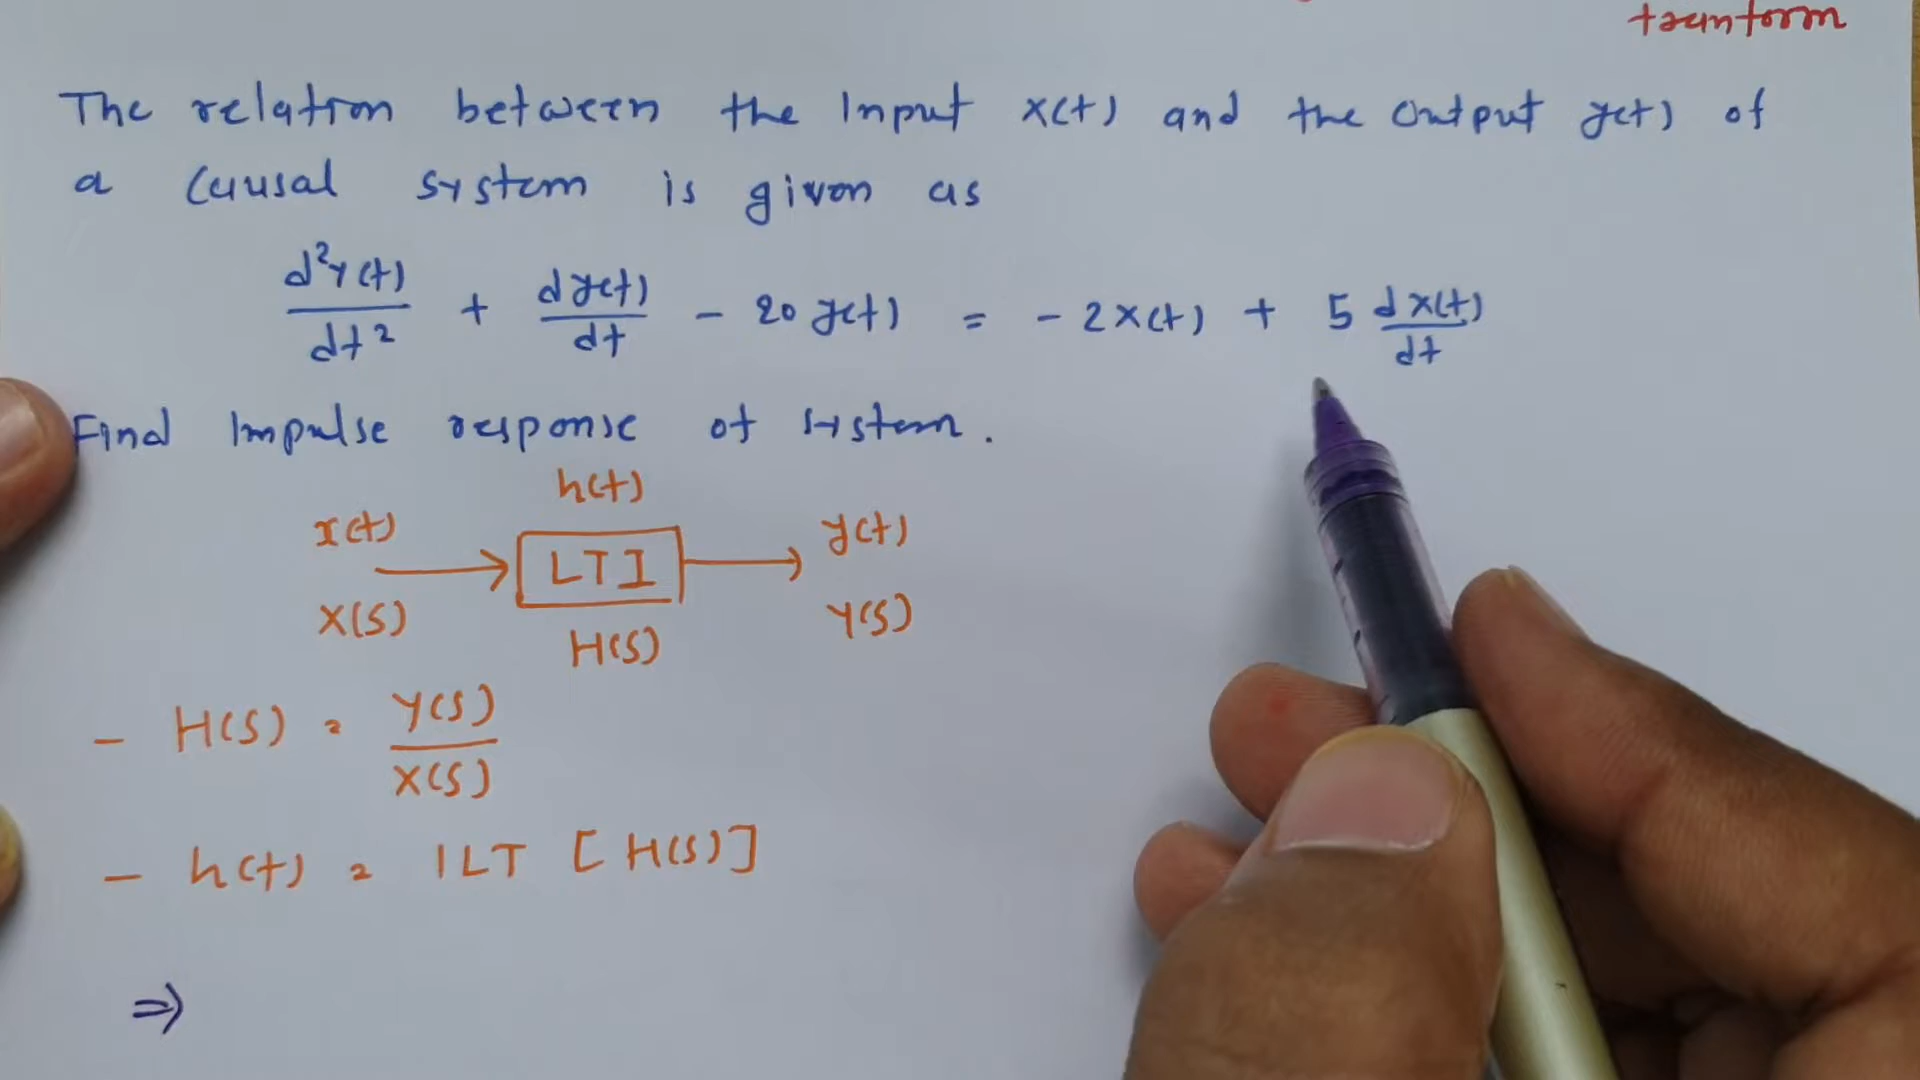 transform
The relation between the Input x(t) and the output y(t) of
a causal system is given as
d²y(t)/dt² + dy(t)/dt - 20 y(t) = - 2x(t) + 5 dx(t)/dt
Find Impulse response of system.
h(t)
x(t) → LTI → y(t)
X(s) H(s) Y(s)
- H(s) = Y(s)/X(s)
- h(t) = ILT [H(s)]
⇒